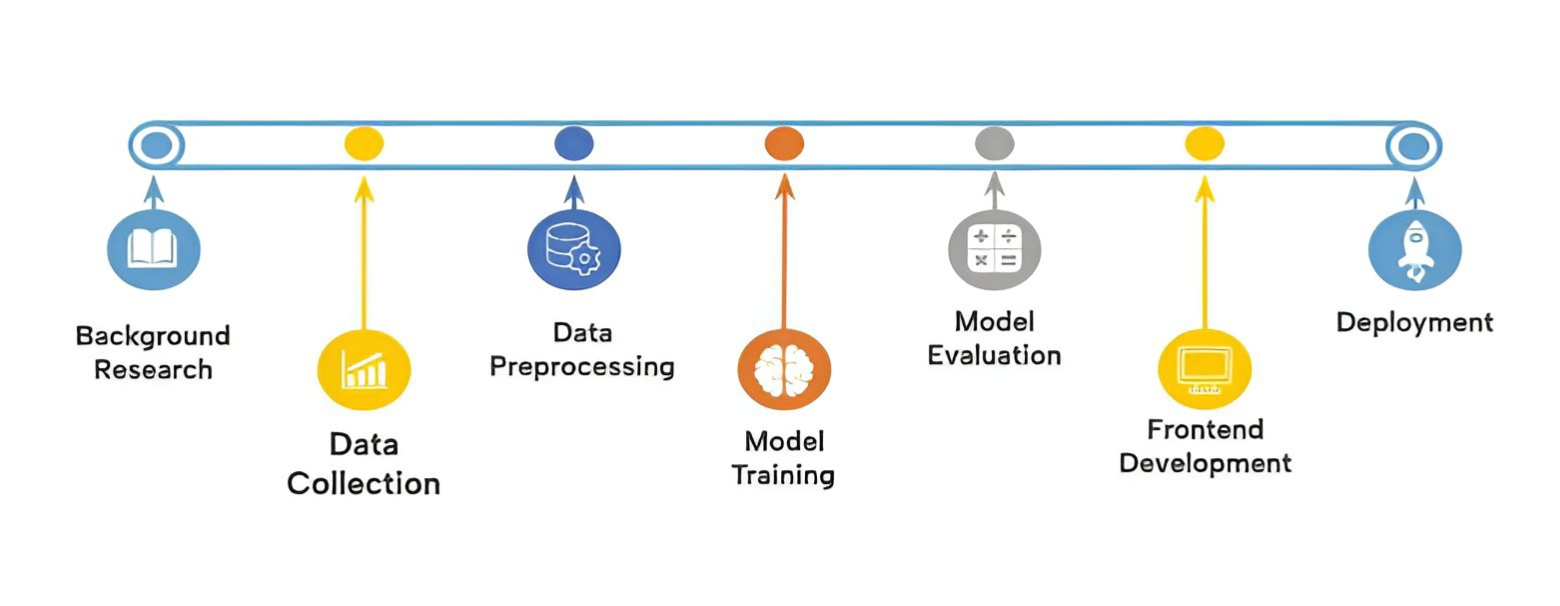 Background
Research
Data
Collection
Data
Preprocessing
Model
Training
Model
Evaluation
Frontend
Development
Deployment